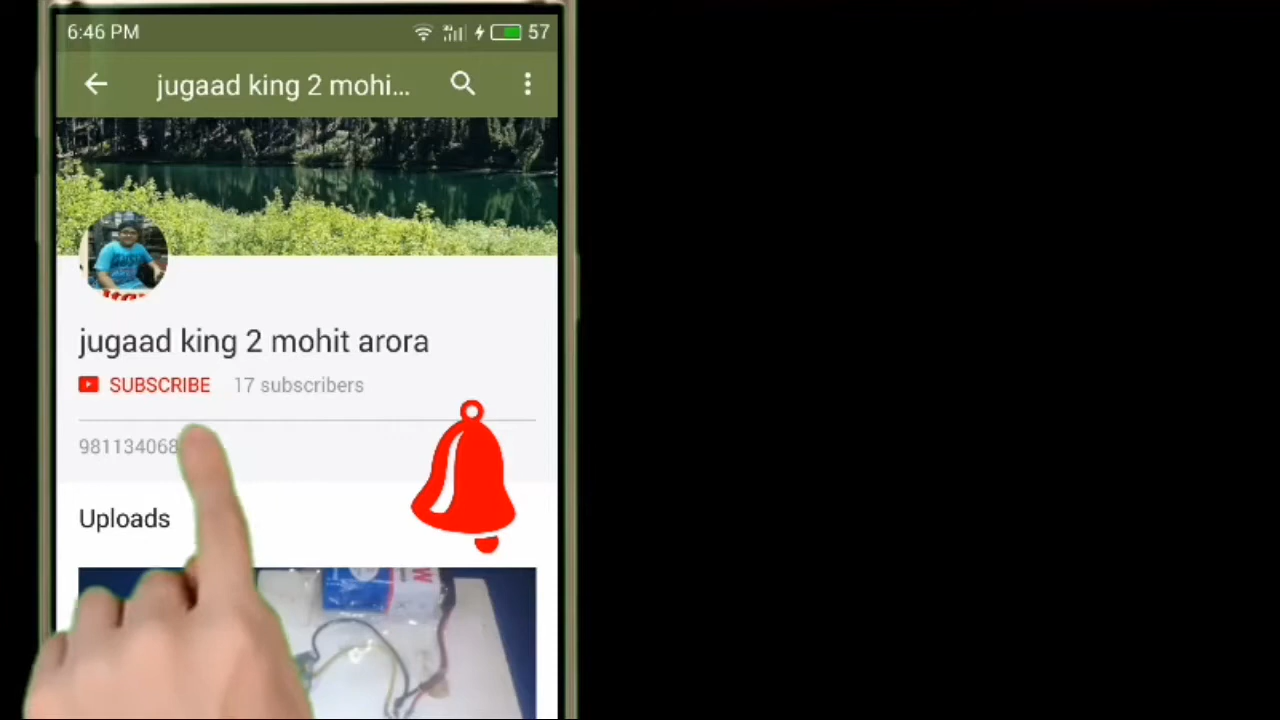 6:46 PM 57
jugaad king 2 mohi...
jugaad king 2 mohit arora
SUBSCRIBE 17 subscribers
981134068
Uploads